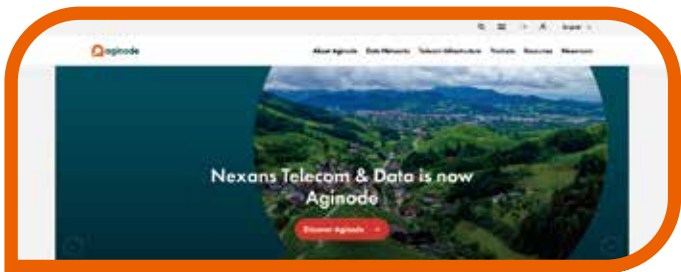 English
aginode
About Aginode Data Networks Telecom Infrastructure Products Resources Newsroom
Nexans Telecom & Data is now
Aginode
Discover Aginode